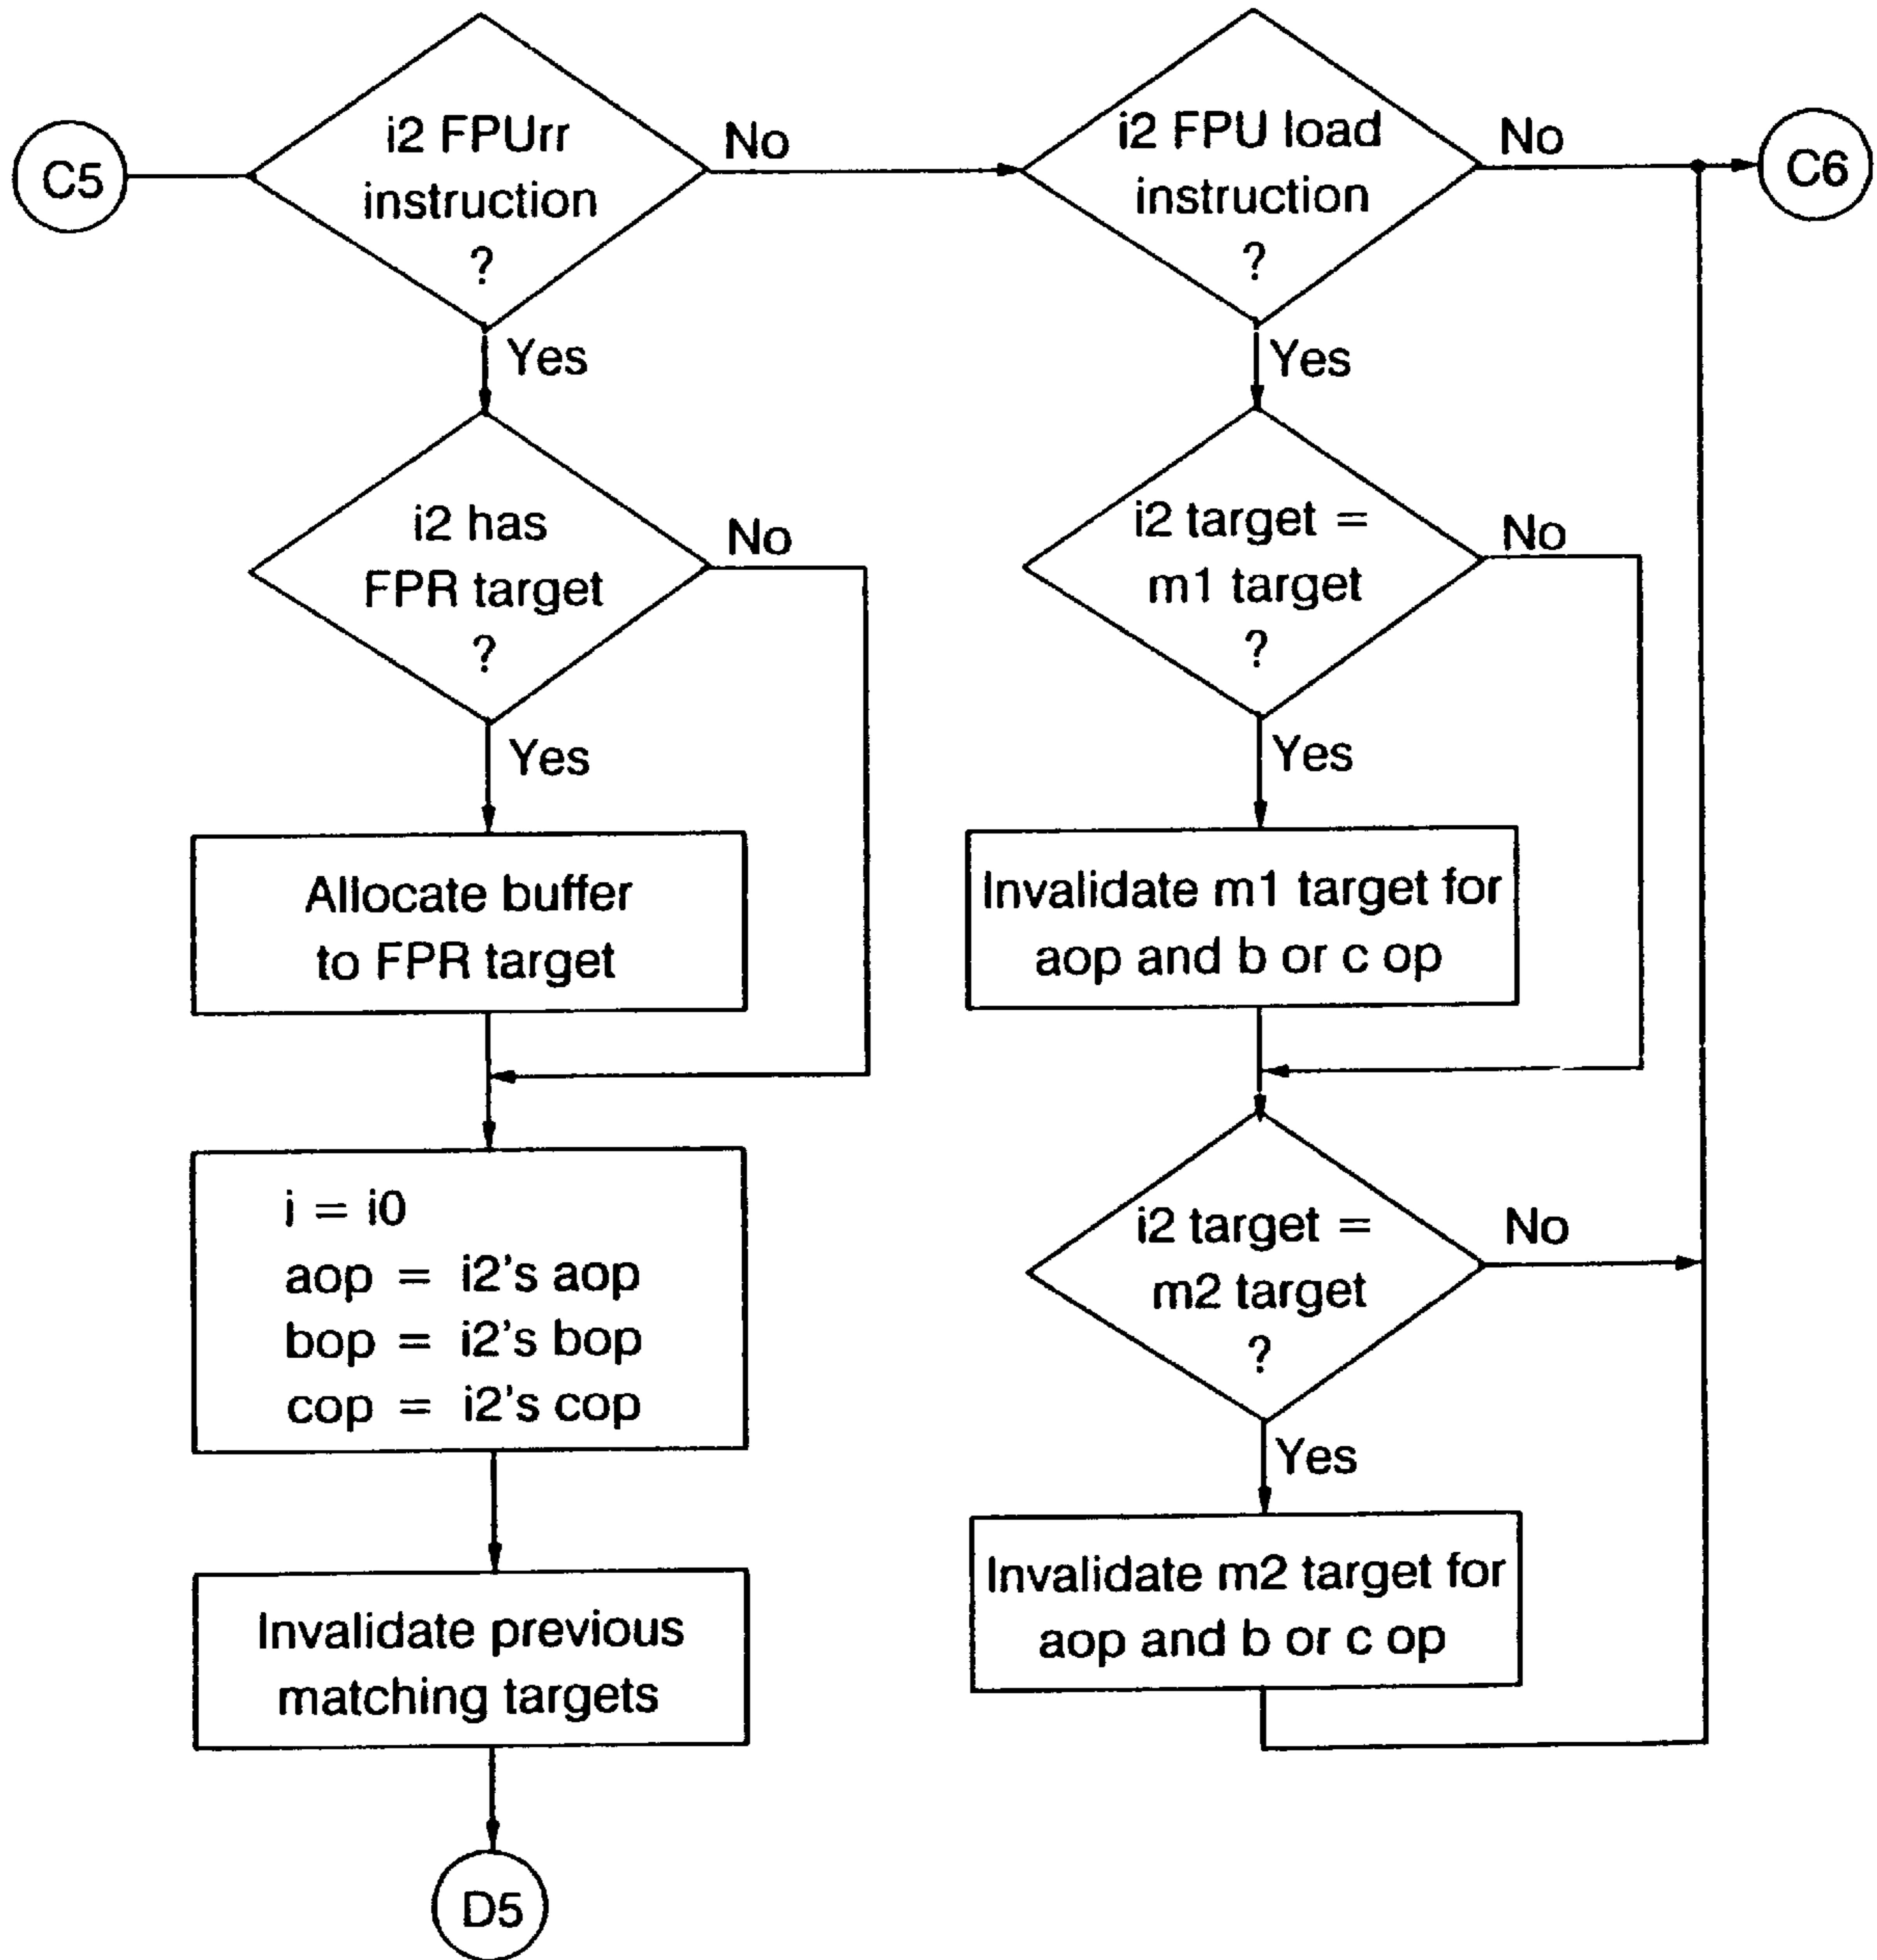 C5
i2 FPUrr
instruction
?
No
Yes
i2 has
FPR target
?
No
Yes
Allocate buffer
to FPR target
i = i0
aop = i2's aop
bop = i2's bop
cop = i2's cop
Invalidate previous
matching targets
D5
i2 FPU load
instruction
?
No
C6
Yes
i2 target =
m1 target
?
No
Yes
Invalidate m1 target for
aop and b or c op
i2 target =
m2 target
?
No
Yes
Invalidate m2 target for
aop and b or c op